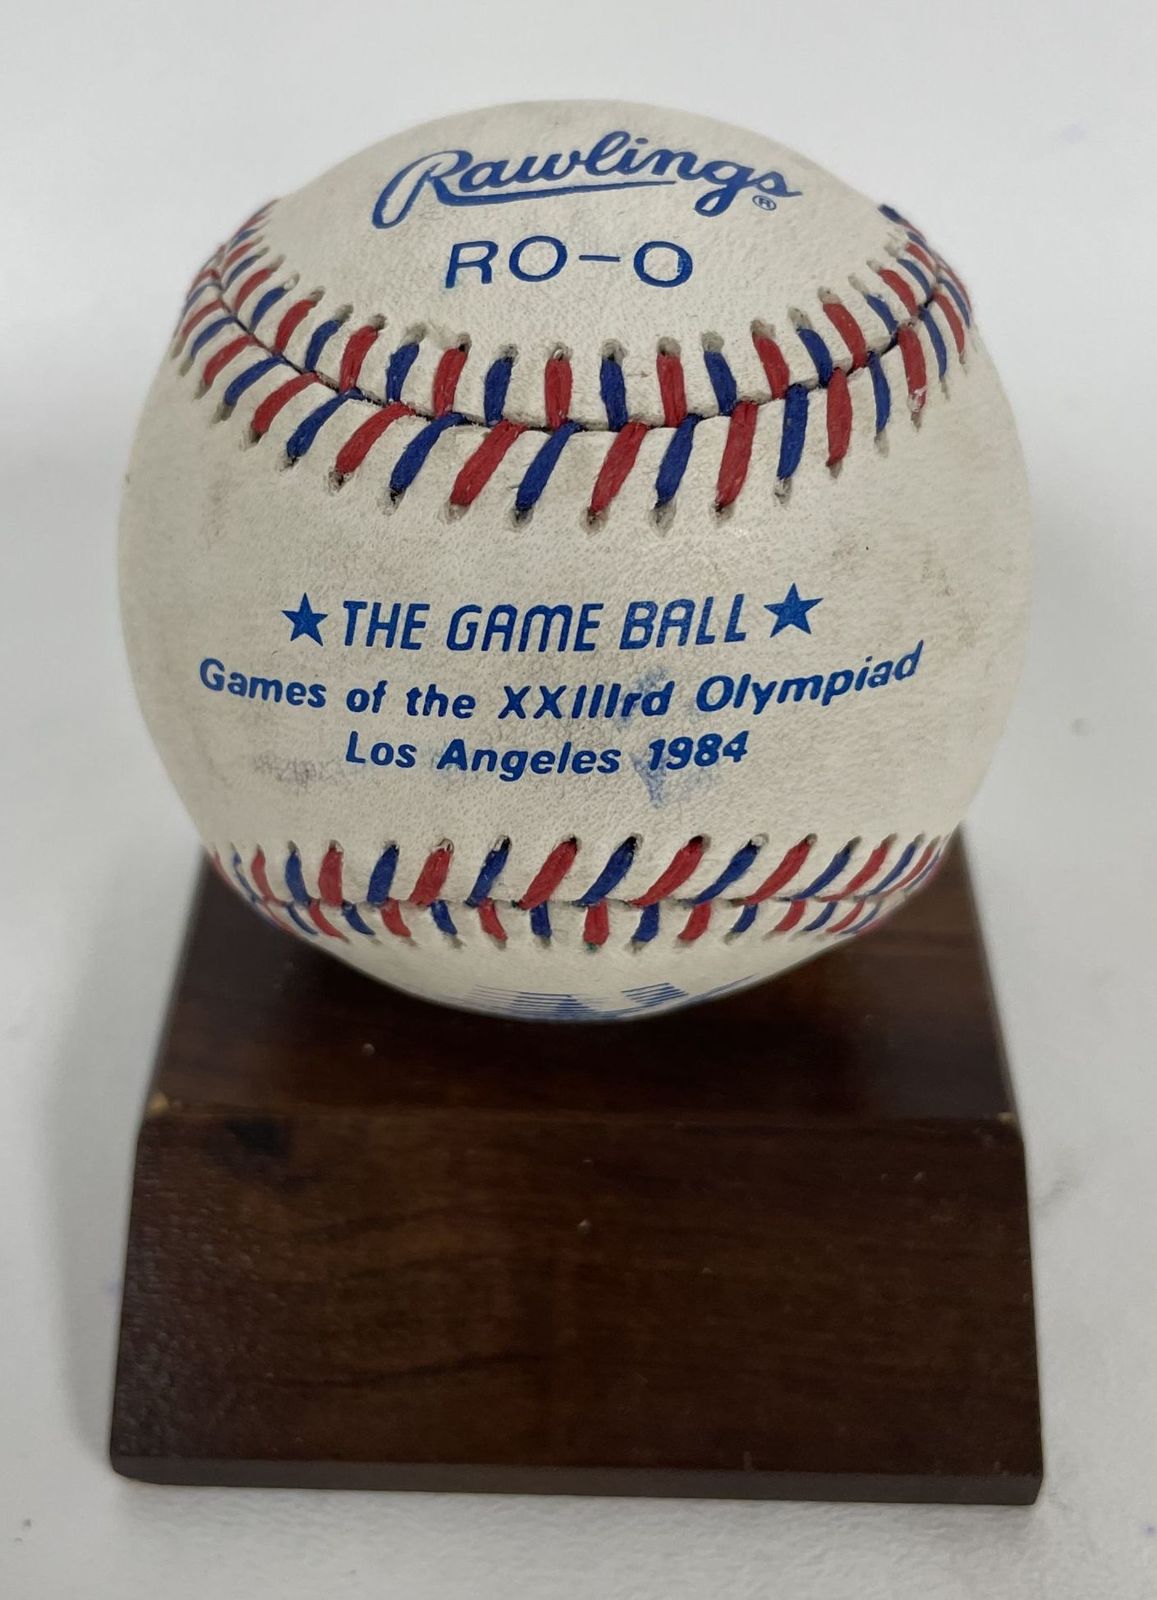 Rawlings®
RO-O
★ THE GAME BALL ★
Games of the XXIIIrd Olympiad
Los Angeles 1984